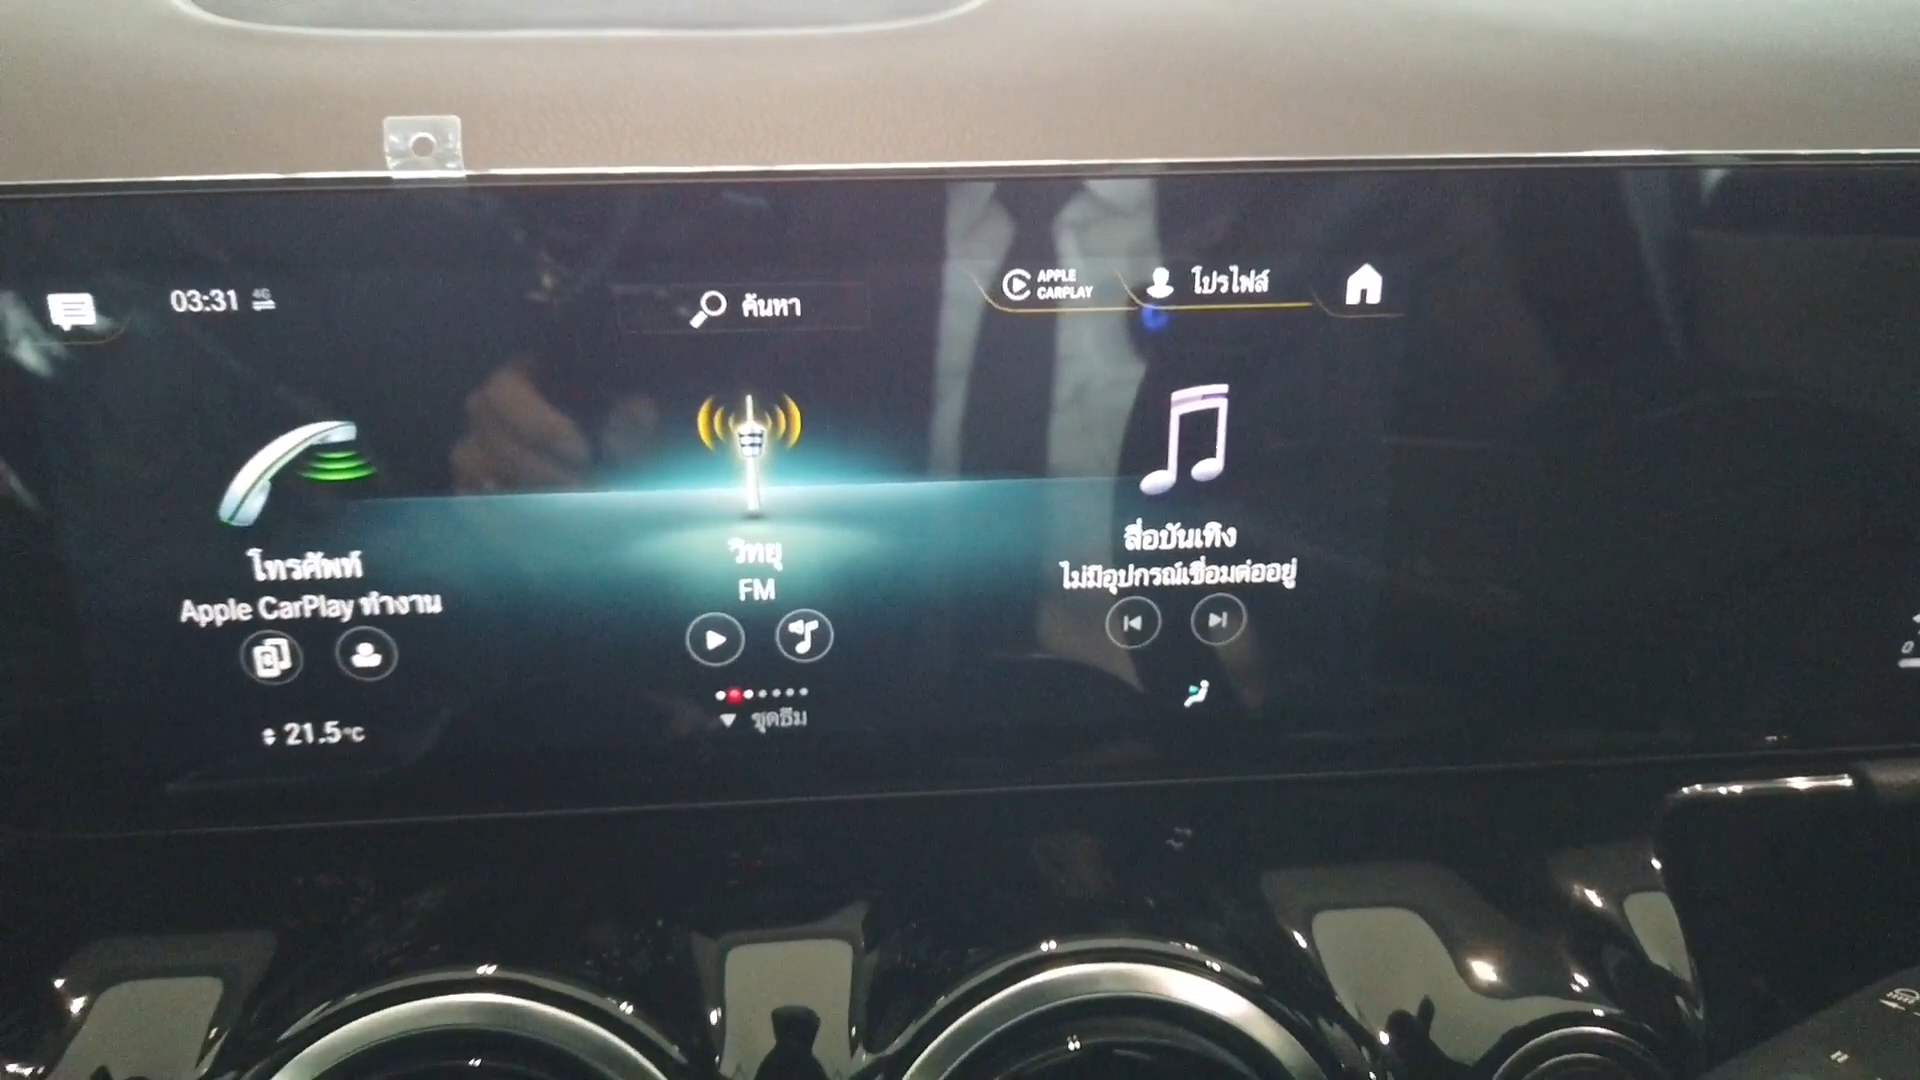 03:31 4G
ค้นหา
APPLE
CARPLAY
โปรไฟล์
โทรศัพท์
Apple CarPlay ทำงาน
วิทยุ
FM
สื่อบันเทิง
ไม่มีอุปกรณ์เชื่อมต่ออยู่
21.5°C
ชุดธีม
0